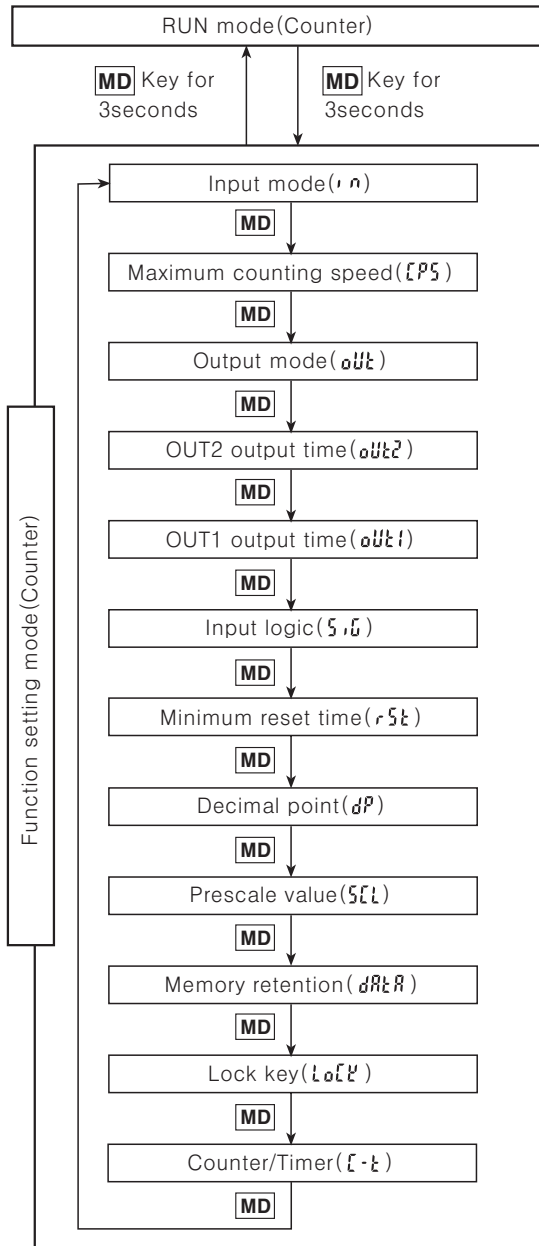 RUN mode(Counter)
MD Key for
3seconds
MD Key for
3seconds
Function setting mode(Counter)
Input mode(in)
MD
Maximum counting speed(CPS)
MD
Output mode(oUt)
MD
OUT2 output time(oUt2)
MD
OUT1 output time(oUt1)
MD
Input logic(SiG)
MD
Minimum reset time(rSt)
MD
Decimal point(dP)
MD
Prescale value(SCL)
MD
Memory retention(dAtA)
MD
Lock key(LoCK)
MD
Counter/Timer(C-t)
MD